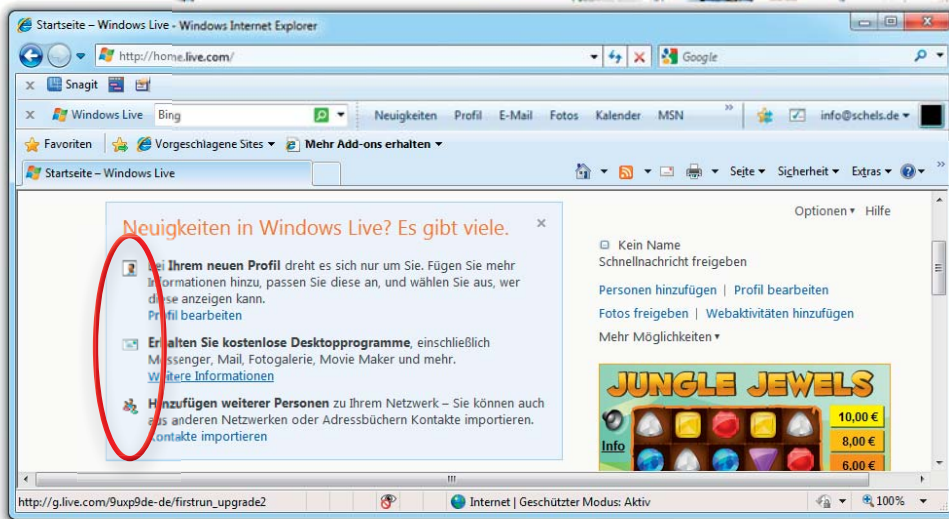 Startseite – Windows Live - Windows Internet Explorer
http://home.live.com/
Google
x Snagit
x Windows Live Bing Neuigkeiten Profil E-Mail Fotos Kalender MSN » info@schels.de
Favoriten Vorgeschlagene Sites Mehr Add-ons erhalten
Startseite – Windows Live
Seite Sicherheit Extras »
Optionen Hilfe
Neuigkeiten in Windows Live? Es gibt viele. ×
Bei Ihrem neuen Profil dreht es sich nur um Sie. Fügen Sie mehr
Informationen hinzu, passen Sie diese an, und wählen Sie aus, wer
diese anzeigen kann.
Profil bearbeiten
Erhalten Sie kostenlose Desktopprogramme, einschließlich
Messenger, Mail, Fotogalerie, Movie Maker und mehr.
Weitere Informationen
Hinzufügen weiterer Personen zu Ihrem Netzwerk – Sie können auch
aus anderen Netzwerken oder Adressbüchern Kontakte importieren.
Kontakte importieren
Kein Name
Schnellnachricht freigeben
Personen hinzufügen | Profil bearbeiten
Fotos freigeben | Webaktivitäten hinzufügen
Mehr Möglichkeiten
JUNGLE JEWELS
Info
10,00 €
8,00 €
6,00 €
http://g.live.com/9uxp9de-de/firstrun_upgrade2
Internet | Geschützter Modus: Aktiv
100%